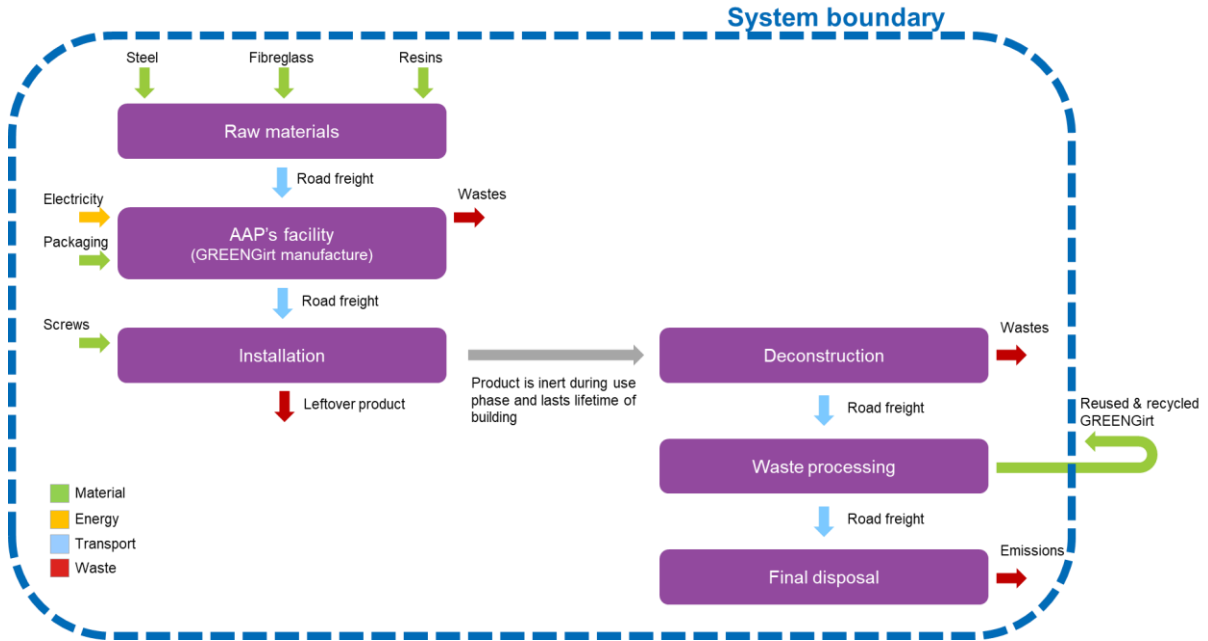 System boundary
Steel
Fibreglass
Resins
Raw materials
Road freight
Electricity
Wastes
AAP's facility
(GREENGirt manufacture)
Packaging
Road freight
Screws
Installation
Leftover product
Product is inert during use
phase and lasts lifetime of
building
Deconstruction
Wastes
Road freight
Reused & recycled
GREENGirt
Waste processing
Road freight
Final disposal
Emissions
Material
Energy
Transport
Waste